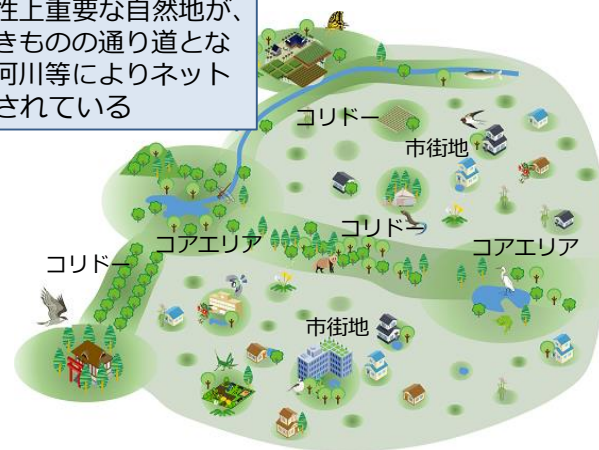 性上重要な自然地が、
きものの通り道とな
河川等によりネット
されている
コリドー
市街地
コリドー
コアエリア
コアエリア
コリドー
市街地